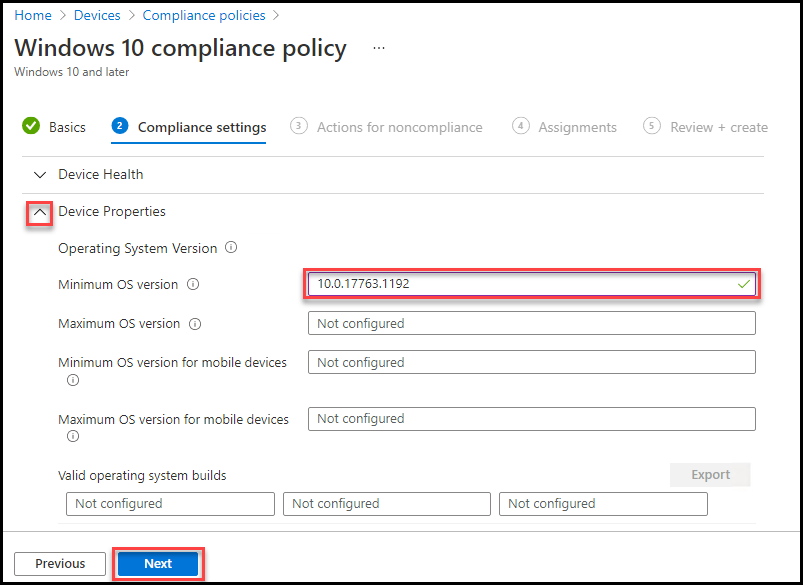 Home > Devices > Compliance policies >
Windows 10 compliance policy ...
Windows 10 and later
Basics 2 Compliance settings 3 Actions for noncompliance 4 Assignments 5 Review + create
Device Health
Device Properties
Operating System Version
Minimum OS version 10.0.17763.1192
Maximum OS version Not configured
Minimum OS version for mobile devices Not configured
Maximum OS version for mobile devices Not configured
Valid operating system builds Export
Not configured Not configured Not configured
Previous Next